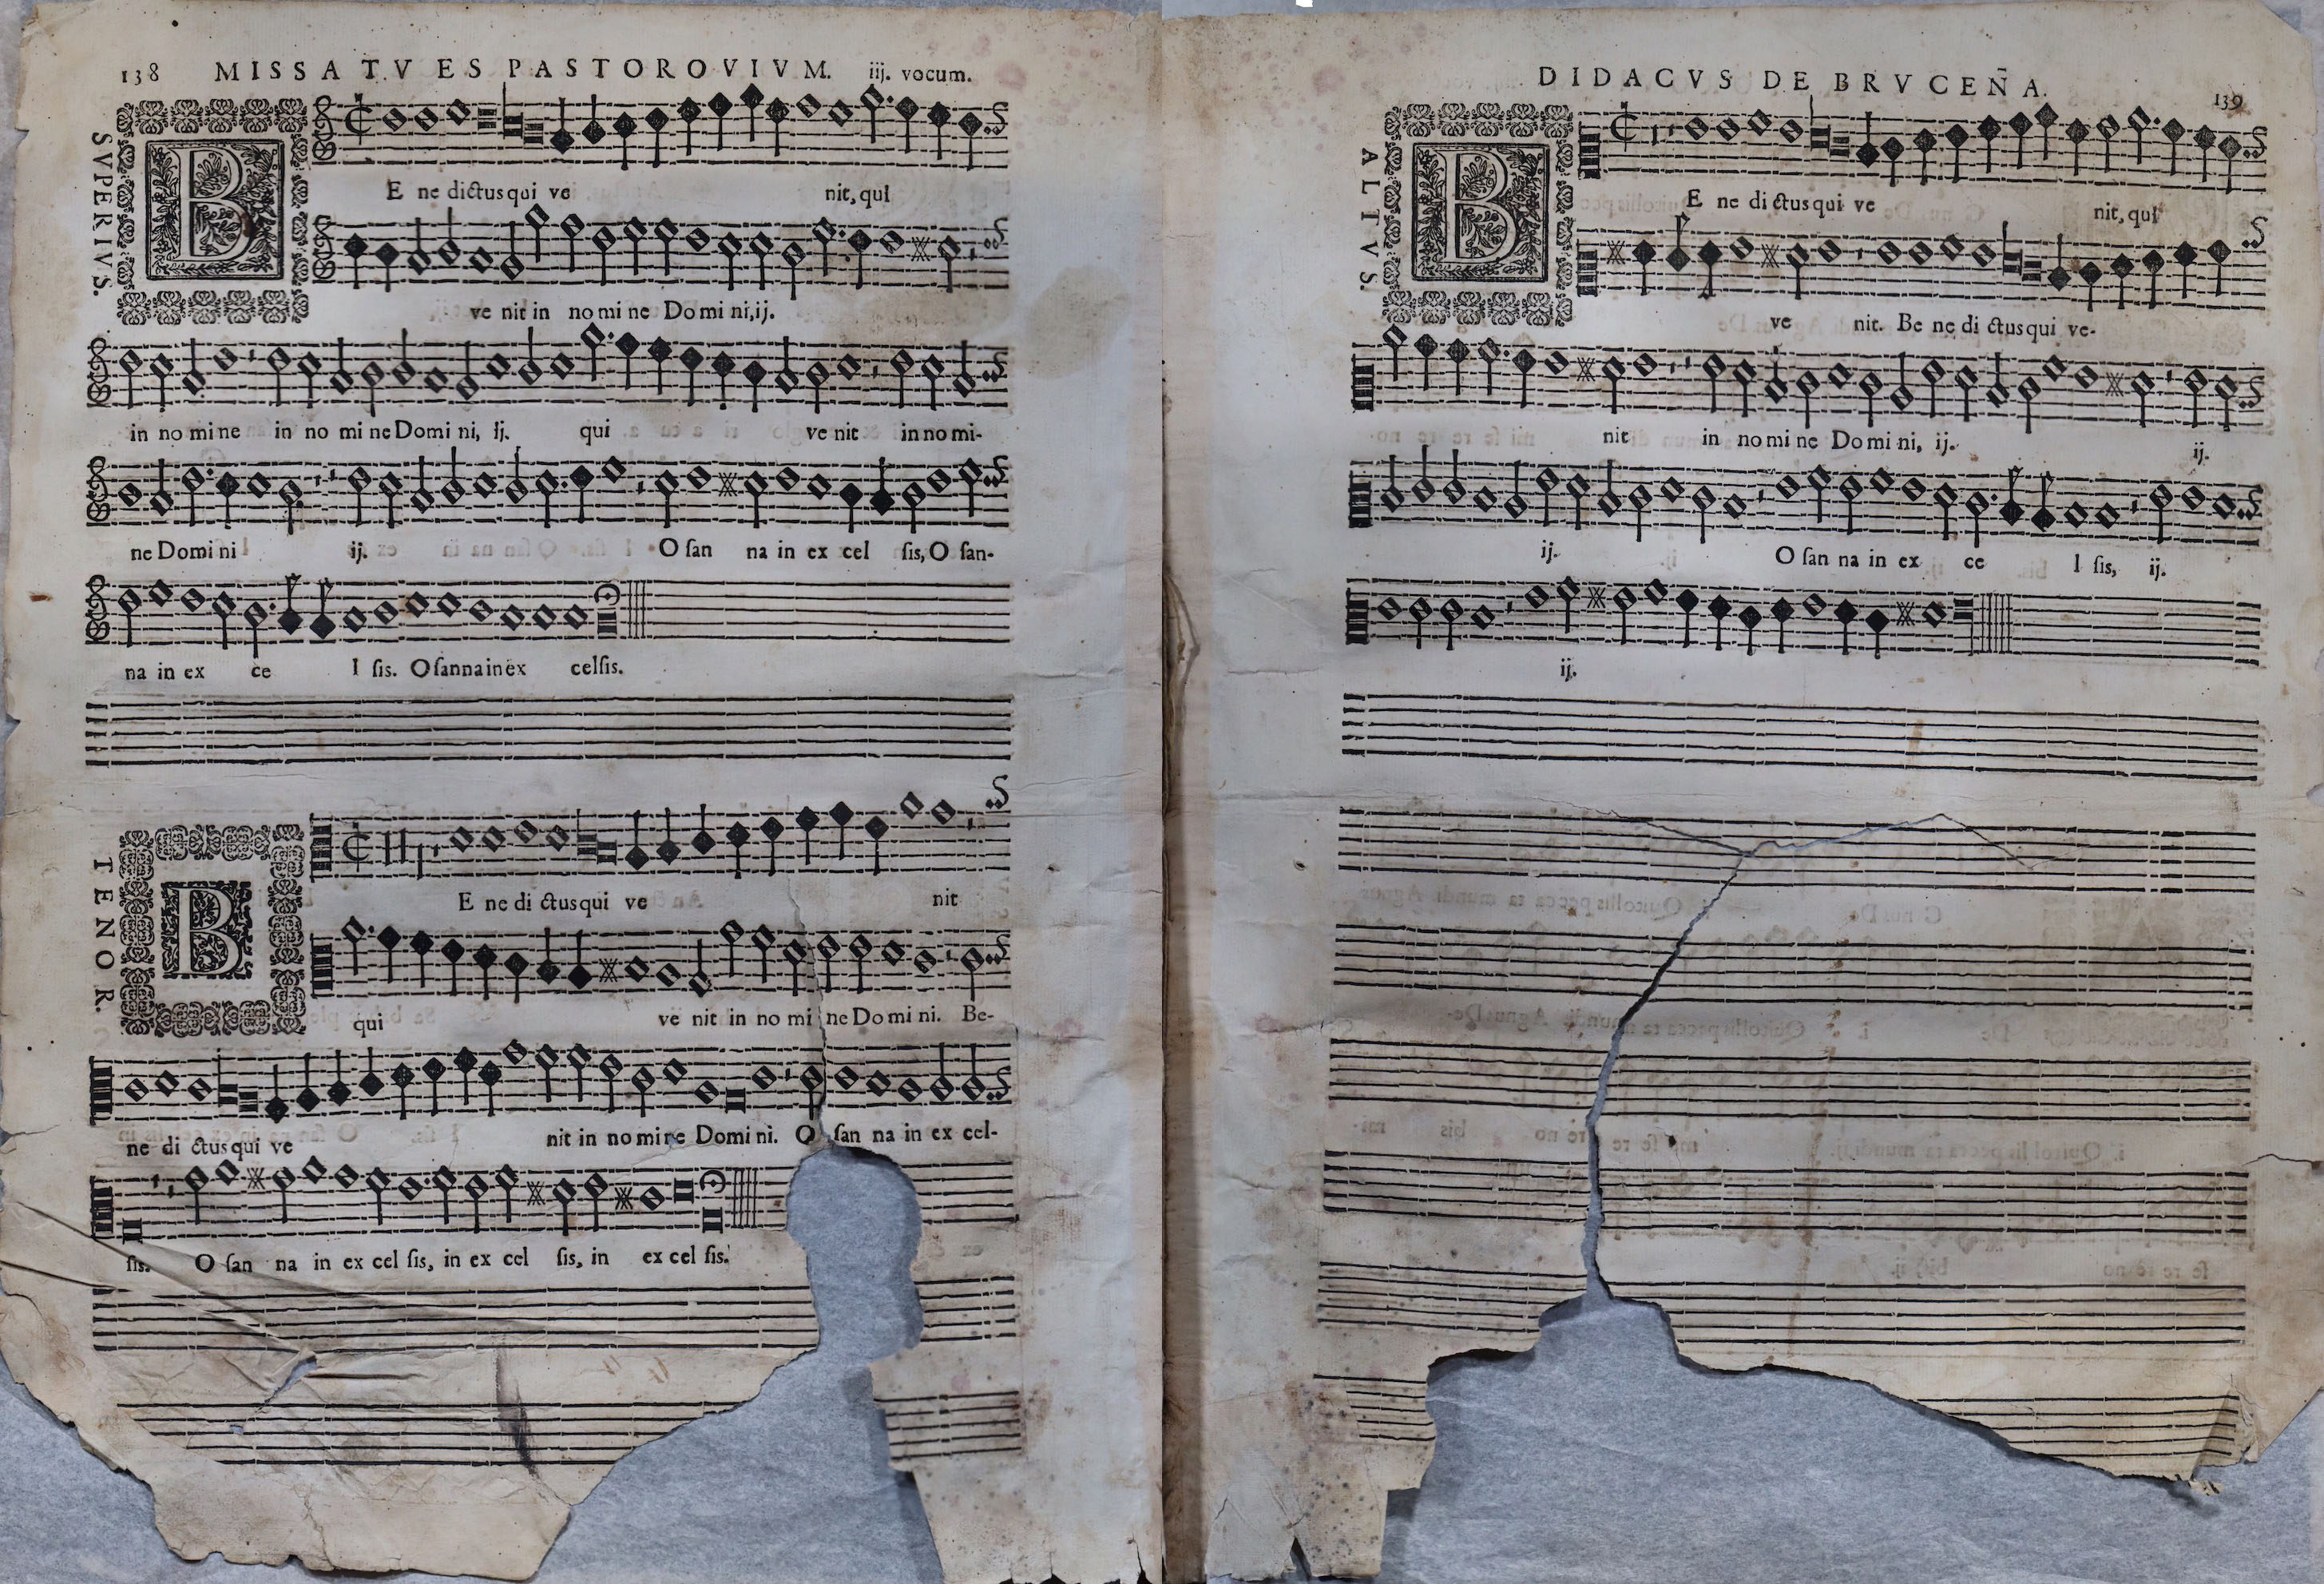 138 MISSA TV ES PASTOR OVIVM. iij. vocum.
SVPERIVS.
BE ne dictus qui ve nit, qui
ve nit in no mi ne Do mi ni, ij.
in no mi ne in no mi ne Do mi ni, ij. qui ve nit in no mi-
ne Do mi ni ij. O ſan na in ex cel ſis, O ſan-
na in ex ce l ſis. O ſanna in ex celſis.
TENOR.
BE ne di ctus qui ve nit
qui ve nit in no mi ne Do mi ni. Be-
ne di ctus qui ve nit in no mi ne Domi ni. O ſan na in ex cel-
ſis. O ſan na in ex cel ſis, in ex cel ſis, in ex cel ſis.
DIDACVS DE BRVCEÑA.
139
ALTVS.
BE ne di ctus qui ve nit, qui
ve nit. Be ne di ctus qui ve-
nit in no mi ne Do mi ni, ij. ij.
ij. O ſan na in ex ce l ſis, ij.
ij.